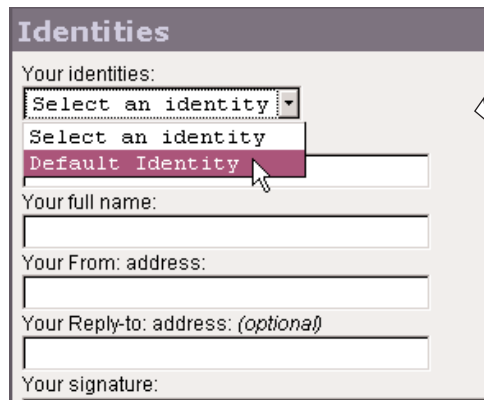 Identities
Your identities:
Select an identity
Select an identity
Default Identity
Your full name:
Your From: address:
Your Reply-to: address: (optional)
Your signature: